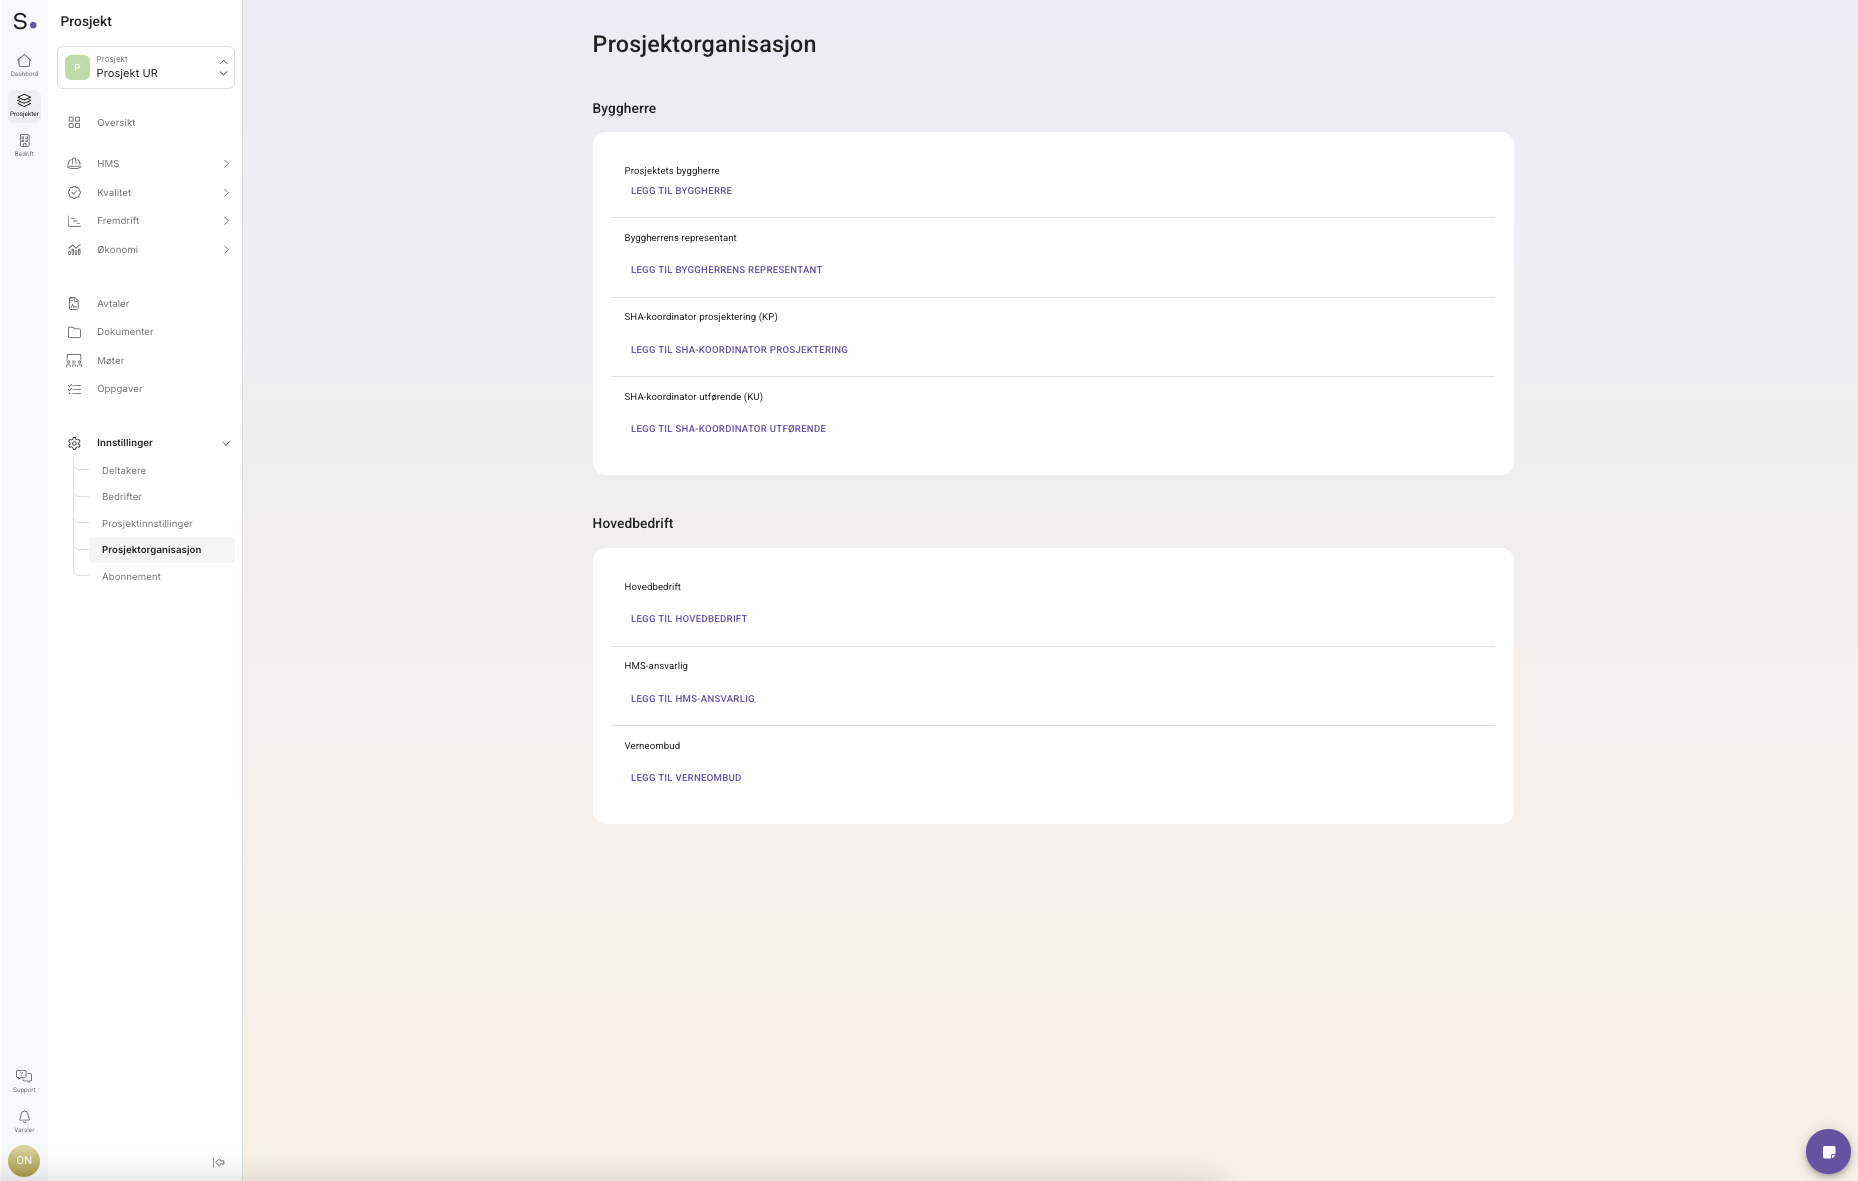 S.
Dashbord
Prosjekter
Bedrift
Support
Varsler
ON
Prosjekt
P
Prosjekt
Prosjekt UR
Oversikt
HMS
Kvalitet
Fremdrift
Økonomi
Avtaler
Dokumenter
Møter
Oppgaver
Innstillinger
Deltakere
Bedrifter
Prosjektinnstillinger
Prosjektorganisasjon
Abonnement
Prosjektorganisasjon
Byggherre
Prosjektets byggherre
LEGG TIL BYGGHERRE
Byggherrens representant
LEGG TIL BYGGHERRENS REPRESENTANT
SHA-koordinator prosjektering (KP)
LEGG TIL SHA-KOORDINATOR PROSJEKTERING
SHA-koordinator utførende (KU)
LEGG TIL SHA-KOORDINATOR UTFØRENDE
Hovedbedrift
Hovedbedrift
LEGG TIL HOVEDBEDRIFT
HMS-ansvarlig
LEGG TIL HMS-ANSVARLIG
Verneombud
LEGG TIL VERNEOMBUD